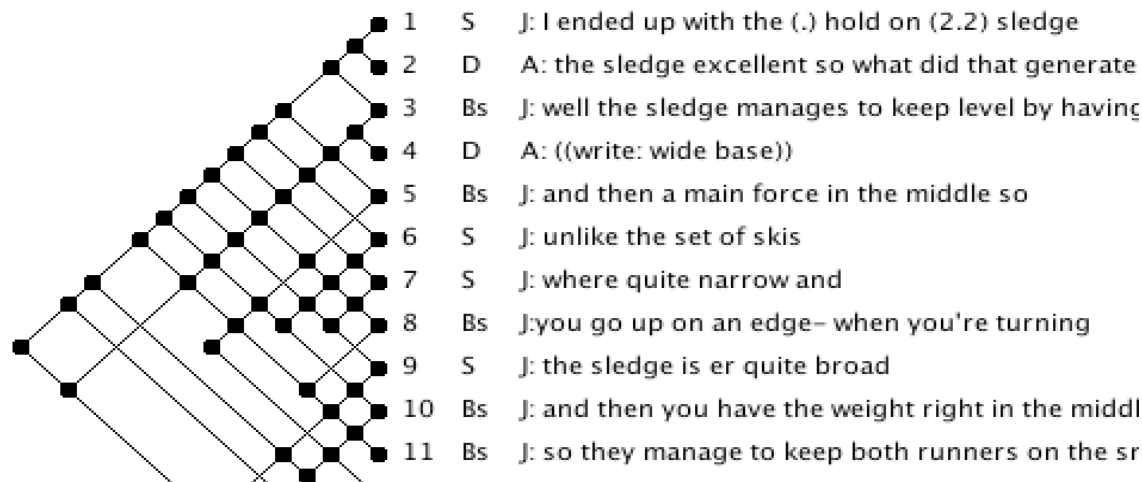 1 S J: I ended up with the (.) hold on (2.2) sledge
2 D A: the sledge excellent so what did that generate
3 Bs J: well the sledge manages to keep level by having
4 D A: ((write: wide base))
5 Bs J: and then a main force in the middle so
6 S J: unlike the set of skis
7 S J: where quite narrow and
8 Bs J:you go up on an edge– when you're turning
9 S J: the sledge is er quite broad
10 Bs J: and then you have the weight right in the middl
11 Bs J: so they manage to keep both runners on the